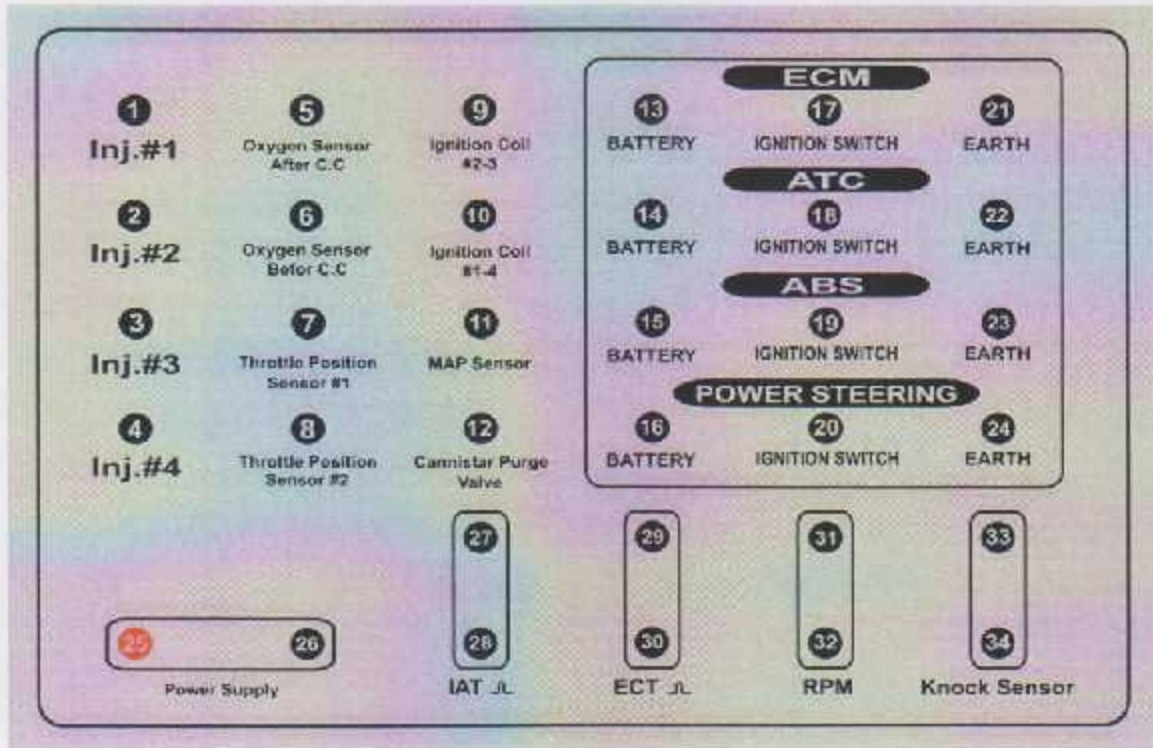 ECM
1 5 9 13 17 21
Inj.#1 Oxygen Sensor After C.C Ignition Coil #2-3 BATTERY IGNITION SWITCH EARTH
ATC
2 6 10 14 18 22
Inj.#2 Oxygen Sensor Befor C.C Ignition Coil #1-4 BATTERY IGNITION SWITCH EARTH
ABS
3 7 11 15 19 23
Inj.#3 Throttle Position Sensor #1 MAP Sensor BATTERY IGNITION SWITCH EARTH
POWER STEERING
4 8 12 16 20 24
Inj.#4 Throttle Position Sensor #2 Cannistar Purge Valve BATTERY IGNITION SWITCH EARTH
27 29 31 33
25 26 28 30 32 34
Power Supply IAT ECT RPM Knock Sensor